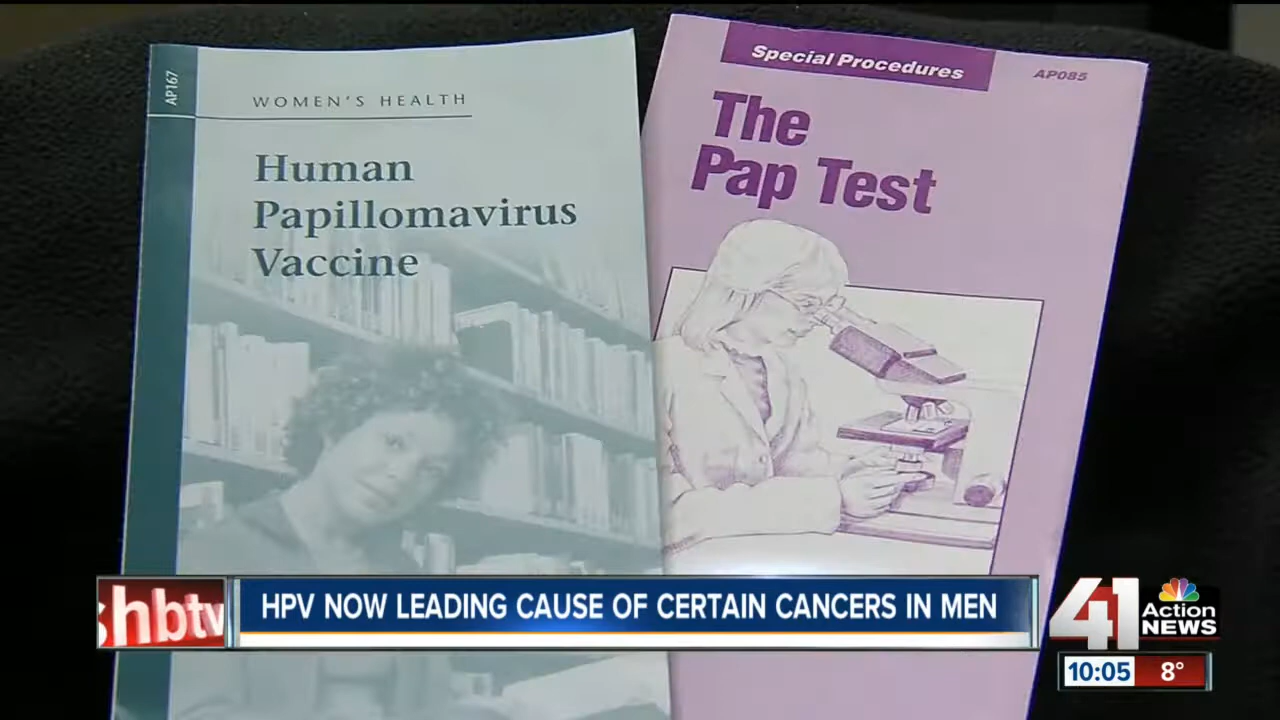 AP167
WOMEN'S HEALTH
Human
Papillomavirus
Vaccine
Special Procedures
AP085
The
Pap Test
shbtv
HPV NOW LEADING CAUSE OF CERTAIN CANCERS IN MEN
41
Action
NEWS
10:05 8°